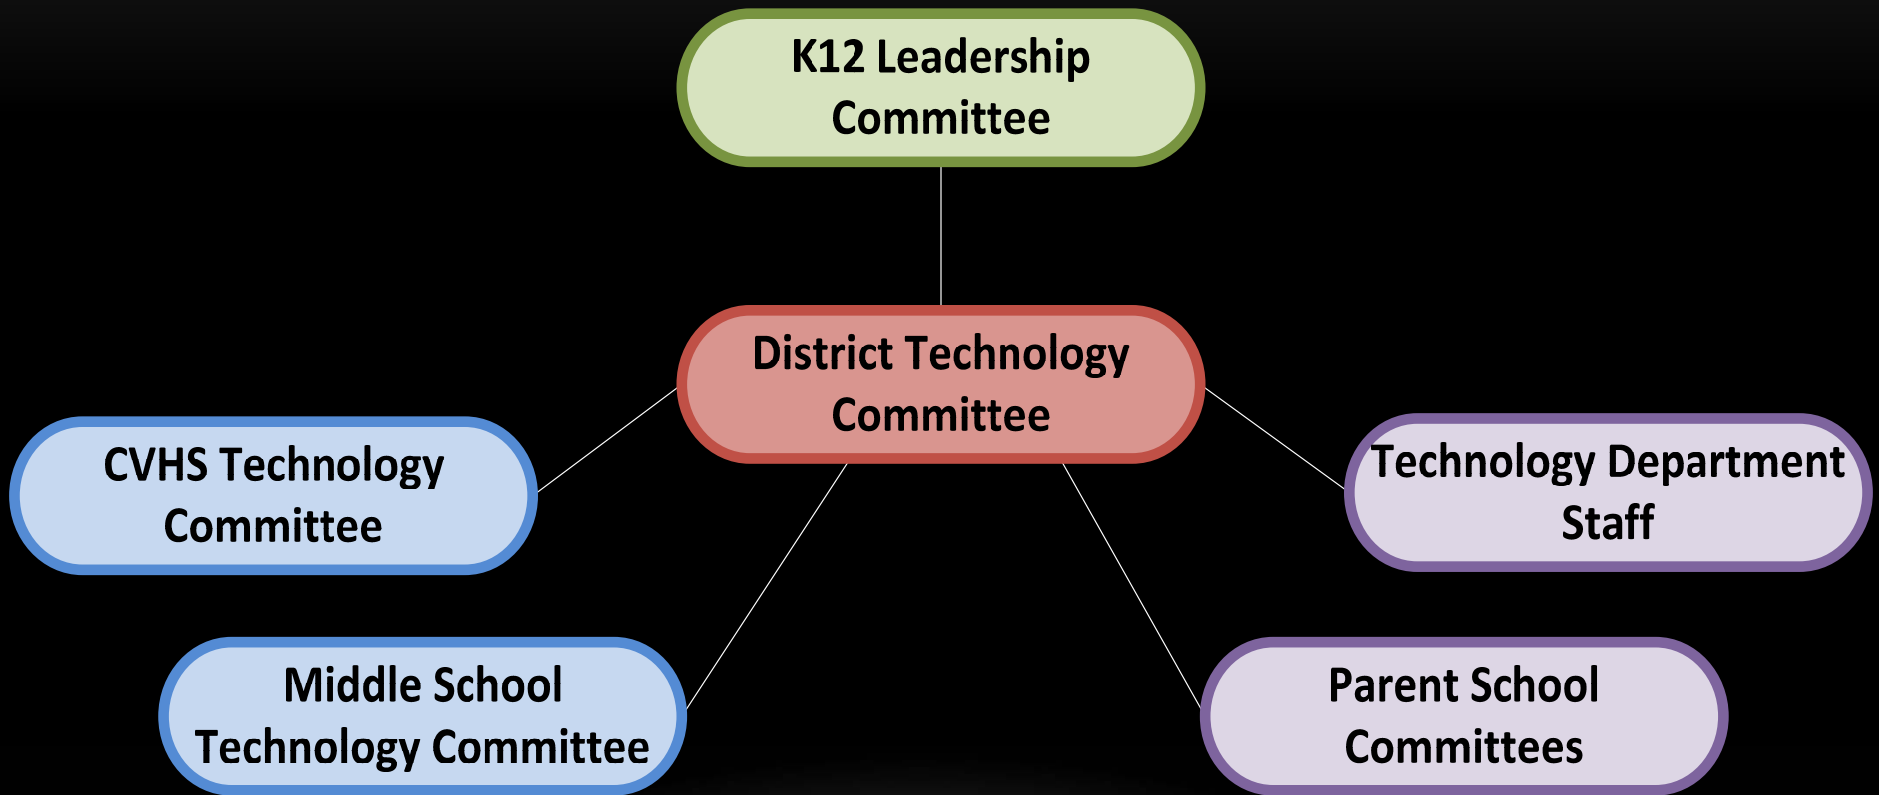 K12 Leadership
Committee
District Technology
Committee
CVHS Technology
Committee
Technology Department
Staff
Middle School
Technology Committee
Parent School
Committees